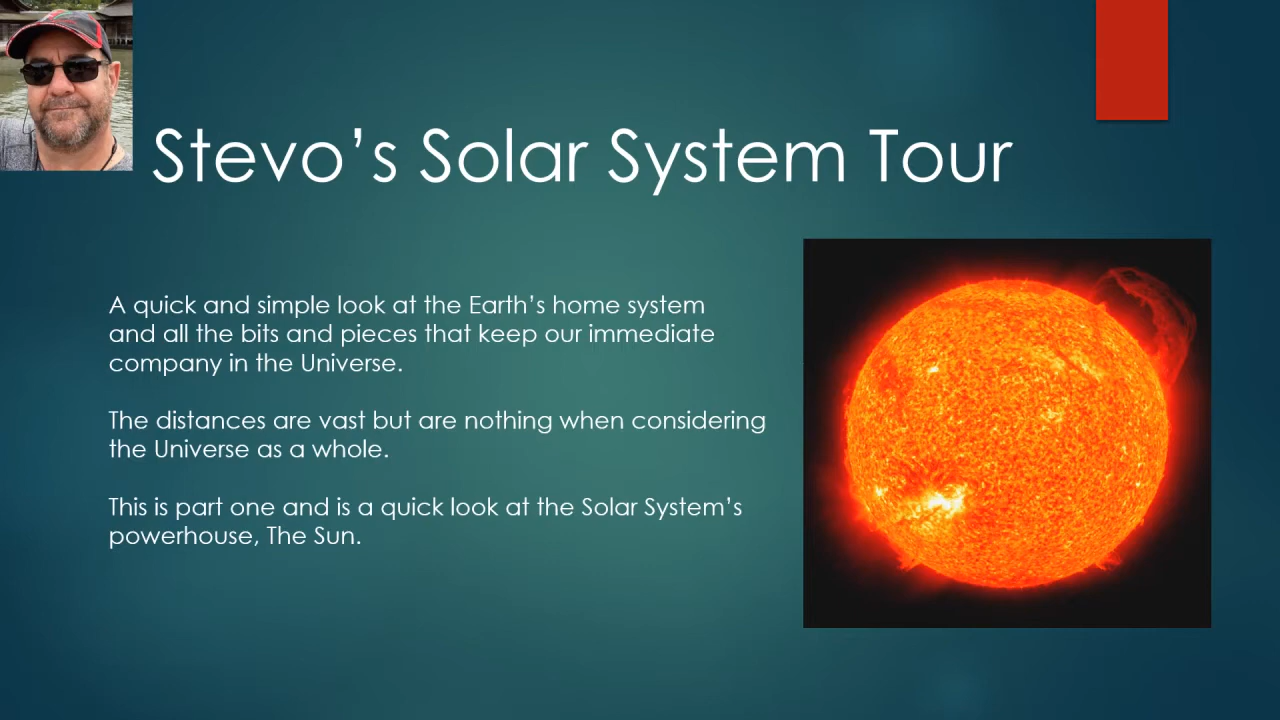 Stevo’s Solar System Tour
A quick and simple look at the Earth’s home system
and all the bits and pieces that keep our immediate
company in the Universe.
The distances are vast but are nothing when considering
the Universe as a whole.
This is part one and is a quick look at the Solar System’s
powerhouse, The Sun.